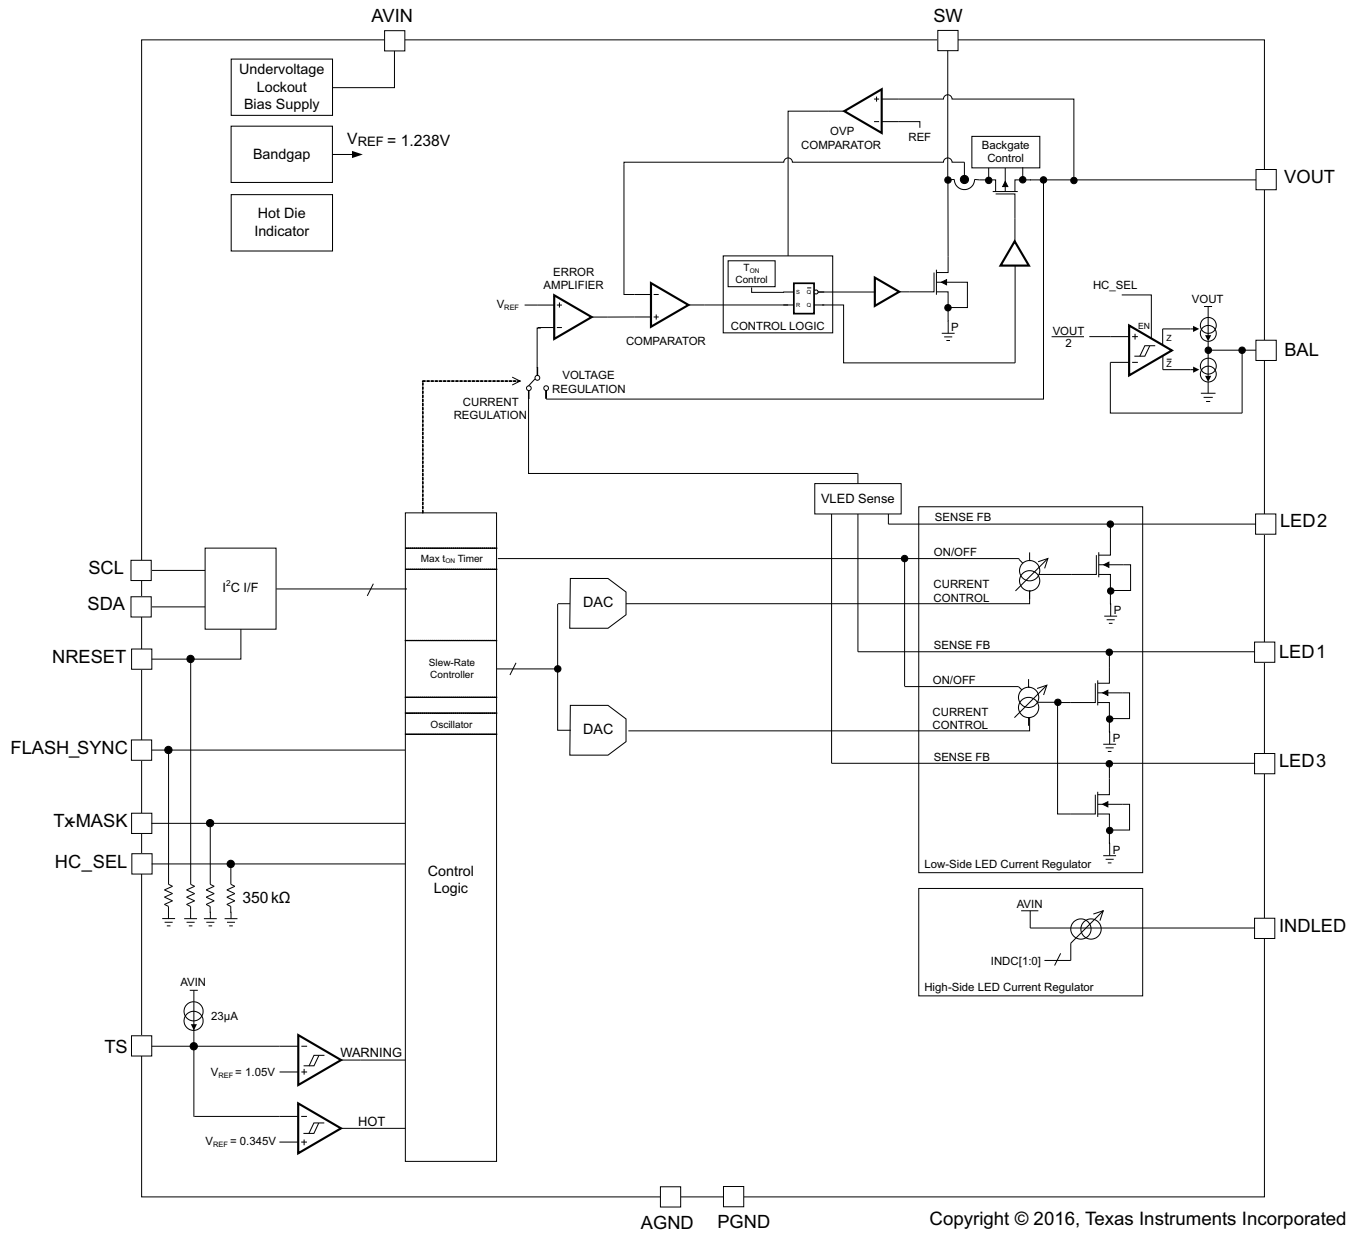 AVIN
SW
Undervoltage
Lockout
Bias Supply
Bandgap
VREF = 1.238V
Hot Die
Indicator
+
−
REF
OVP
COMPARATOR
Backgate
Control
VOUT
TON
Control
S
Q
R
Q
CONTROL LOGIC
ERROR
AMPLIFIER
VREF
+
−
−
+
COMPARATOR
P
HC_SEL
VOUT
EN
VOUT
2
+
−
Z
Z
BAL
VOLTAGE
REGULATION
CURRENT
REGULATION
VLED Sense
SENSE FB
LED2
Max tON Timer
ON/OFF
CURRENT
CONTROL
P
SCL
SDA
I²C I/F
DAC
NRESET
Slew-Rate
Controller
SENSE FB
LED1
ON/OFF
CURRENT
CONTROL
P
Oscillator
DAC
FLASH_SYNC
SENSE FB
LED3
Tx-MASK
HC_SEL
P
Low-Side LED Current Regulator
Control
Logic
350 kΩ
AVIN
INDC[1:0]
INDLED
High-Side LED Current Regulator
AVIN
23µA
TS
−
+
WARNING
VREF = 1.05V
−
+
HOT
VREF = 0.345V
AGND
PGND
Copyright © 2016, Texas Instruments Incorporated